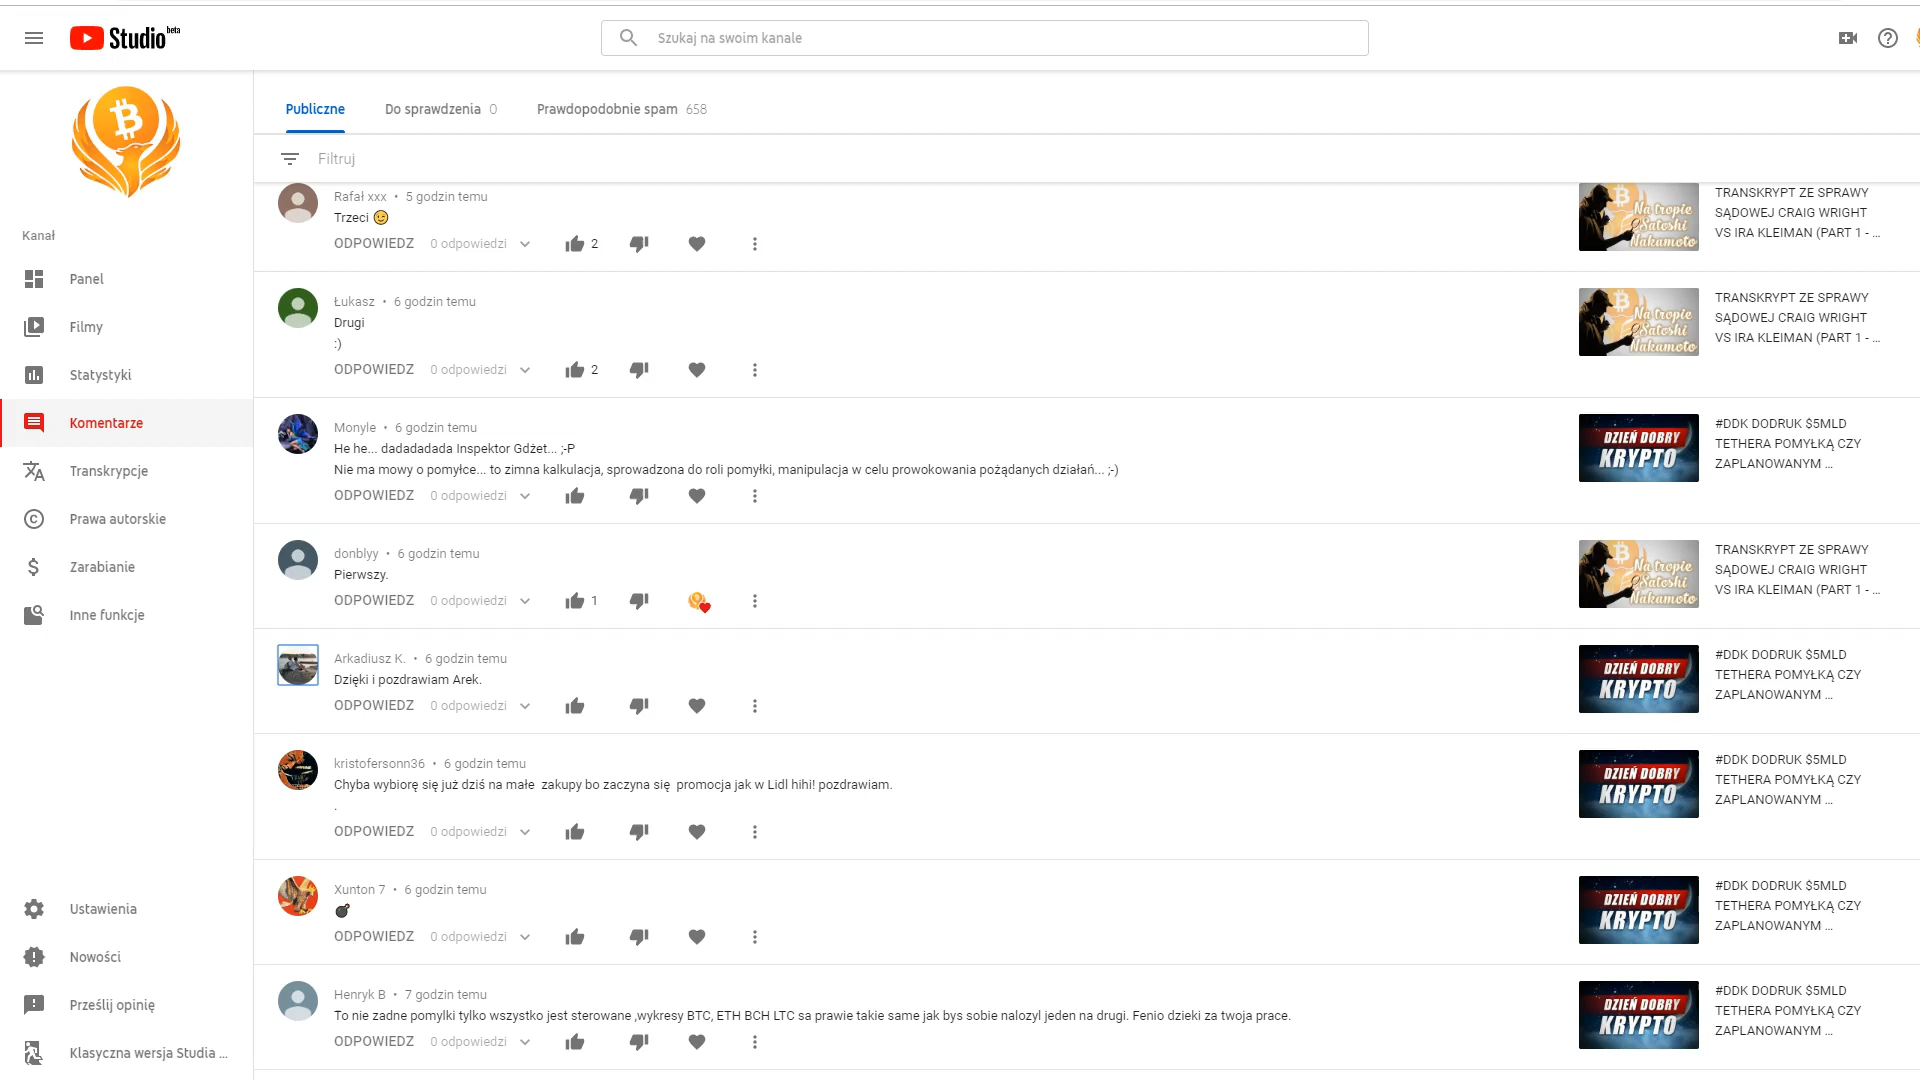 Studio beta
Szukaj na swoim kanale
Publiczne
Do sprawdzenia 0
Prawdopodobnie spam 658
Filtruj
Kanał
Panel
Filmy
Statystyki
Komentarze
Transkrypcje
Prawa autorskie
Zarabianie
Inne funkcje
Ustawienia
Nowości
Prześlij opinię
Klasyczna wersja Studia ...
Rafał xxx • 5 godzin temu
Trzeci
ODPOWIEDZ 0 odpowiedzi 2
Na tropie
Satoshi
Nakamoto
TRANSKRYPT ZE SPRAWY
SĄDOWEJ CRAIG WRIGHT
VS IRA KLEIMAN (PART 1 - ...
Łukasz • 6 godzin temu
Drugi
:)
ODPOWIEDZ 0 odpowiedzi 2
Na tropie
Satoshi
Nakamoto
TRANSKRYPT ZE SPRAWY
SĄDOWEJ CRAIG WRIGHT
VS IRA KLEIMAN (PART 1 - ...
Monyle • 6 godzin temu
He he... dadadadada Inspektor Gdżet... ;-P
Nie ma mowy o pomyłce... to zimna kalkulacja, sprowadzona do roli pomyłki, manipulacja w celu prowokowania pożądanych działań... ;-)
ODPOWIEDZ 0 odpowiedzi
DZIEŃ DOBRY
KRYPTO
#DDK DODRUK $5MLD
TETHERA POMYŁKĄ CZY
ZAPLANOWANYM ...
donblyy • 6 godzin temu
Pierwszy.
ODPOWIEDZ 0 odpowiedzi 1
Na tropie
Satoshi
Nakamoto
TRANSKRYPT ZE SPRAWY
SĄDOWEJ CRAIG WRIGHT
VS IRA KLEIMAN (PART 1 - ...
Arkadiusz K. • 6 godzin temu
Dzięki i pozdrawiam Arek.
ODPOWIEDZ 0 odpowiedzi
DZIEŃ DOBRY
KRYPTO
#DDK DODRUK $5MLD
TETHERA POMYŁKĄ CZY
ZAPLANOWANYM ...
kristofersonn36 • 6 godzin temu
Chyba wybiorę się już dziś na małe  zakupy bo zaczyna się  promocja jak w Lidl hihi! pozdrawiam.
.
ODPOWIEDZ 0 odpowiedzi
DZIEŃ DOBRY
KRYPTO
#DDK DODRUK $5MLD
TETHERA POMYŁKĄ CZY
ZAPLANOWANYM ...
Xunton 7 • 6 godzin temu
ODPOWIEDZ 0 odpowiedzi
DZIEŃ DOBRY
KRYPTO
#DDK DODRUK $5MLD
TETHERA POMYŁKĄ CZY
ZAPLANOWANYM ...
Henryk B • 7 godzin temu
To nie zadne pomylki tylko wszystko jest sterowane ,wykresy BTC, ETH BCH LTC sa prawie takie same jak bys sobie nalozyl jeden na drugi. Fenio dzieki za twoja prace.
ODPOWIEDZ 0 odpowiedzi
DZIEŃ DOBRY
KRYPTO
#DDK DODRUK $5MLD
TETHERA POMYŁKĄ CZY
ZAPLANOWANYM ...